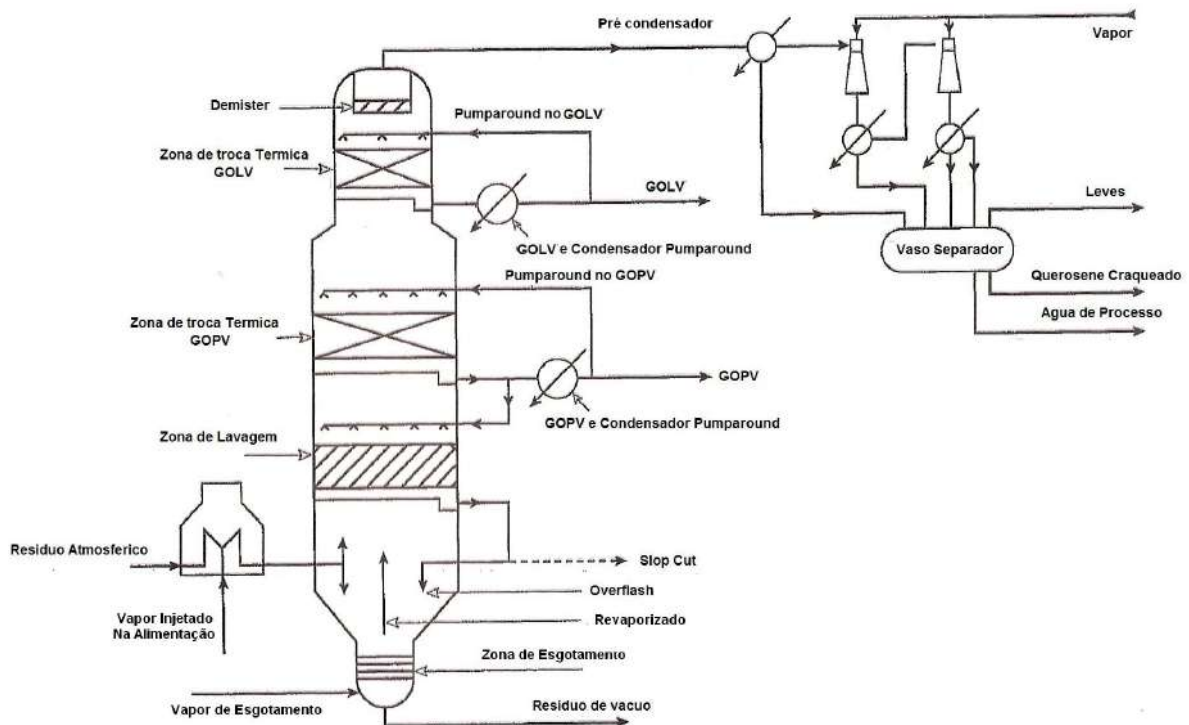 Pré condensador
Vapor
Demister
Pumparound no GOLV
Zona de troca Termica
GOLV
GOLV
Leves
GOLV e Condensador Pumparound
Vaso Separador
Pumparound no GOPV
Querosene Craqueado
Zona de troca Termica
GOPV
Agua de Processo
GOPV
GOPV e Condensador Pumparound
Zona de Lavagem
Residuo Atmosferico
Slop Cut
Overflash
Vapor Injetado
Na Alimentação
Revaporizado
Zona de Esgotamento
Vapor de Esgotamento
Residuo de vacuo